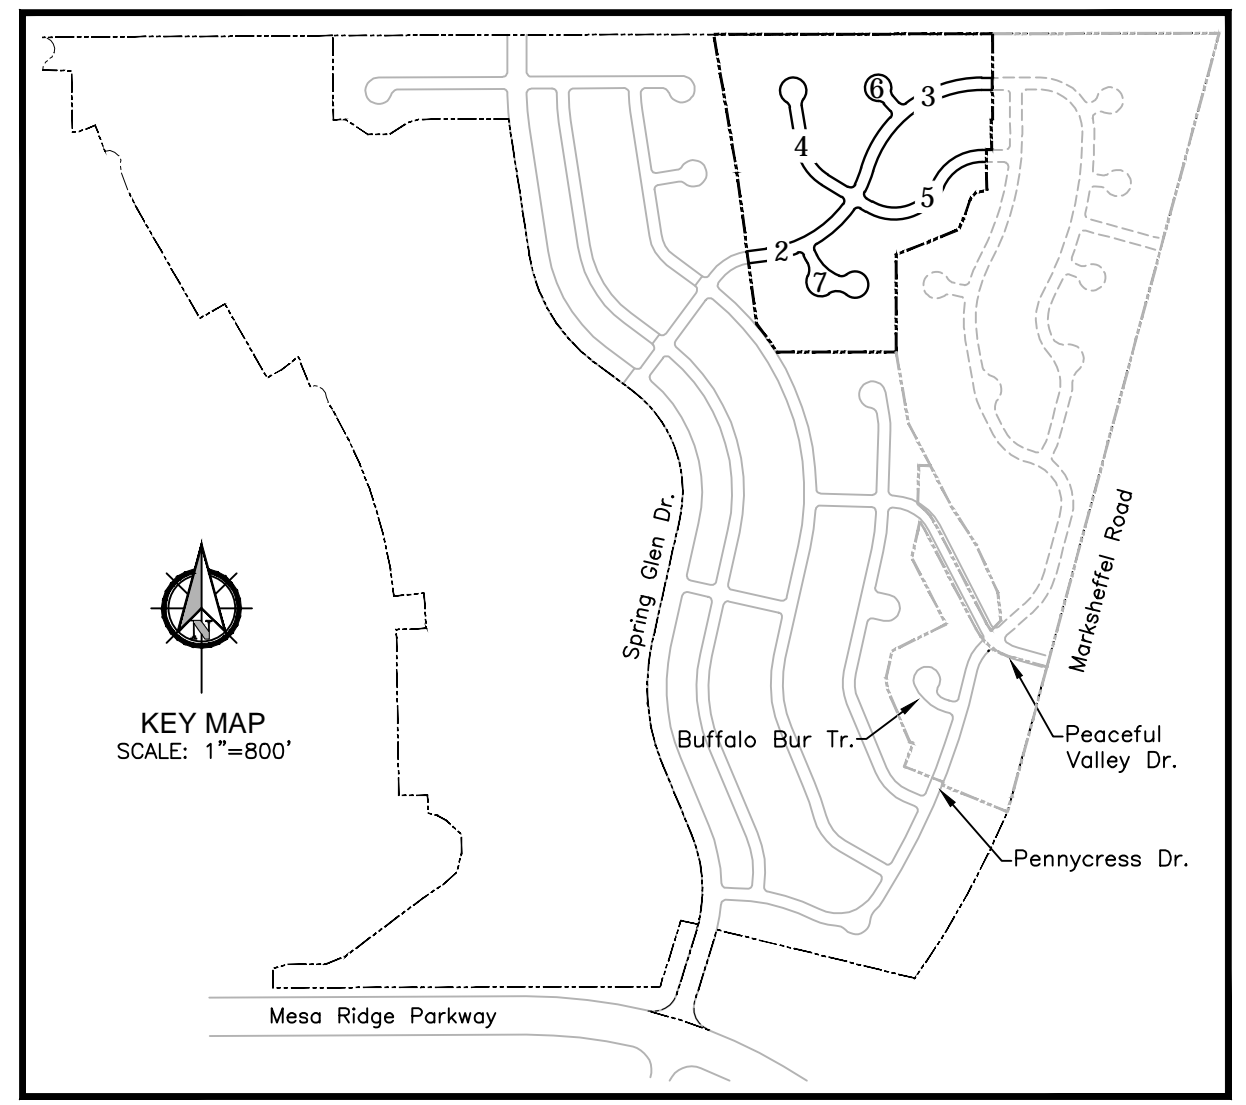 6
3
4
5
2
7
Spring Glen Dr.
Marksheffel Road
N
KEY MAP
SCALE: 1"=800'
Buffalo Bur Tr.
Peaceful
Valley Dr.
Pennycress Dr.
Mesa Ridge Parkway